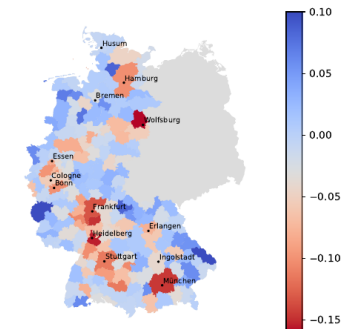 Husum
Hamburg
Bremen
Wolfsburg
Essen
Cologne
Bonn
Frankfurt
Heidelberg
Erlangen
Stuttgart
Ingolstadt
München
0.10
0.05
0.00
−0.05
−0.10
−0.15